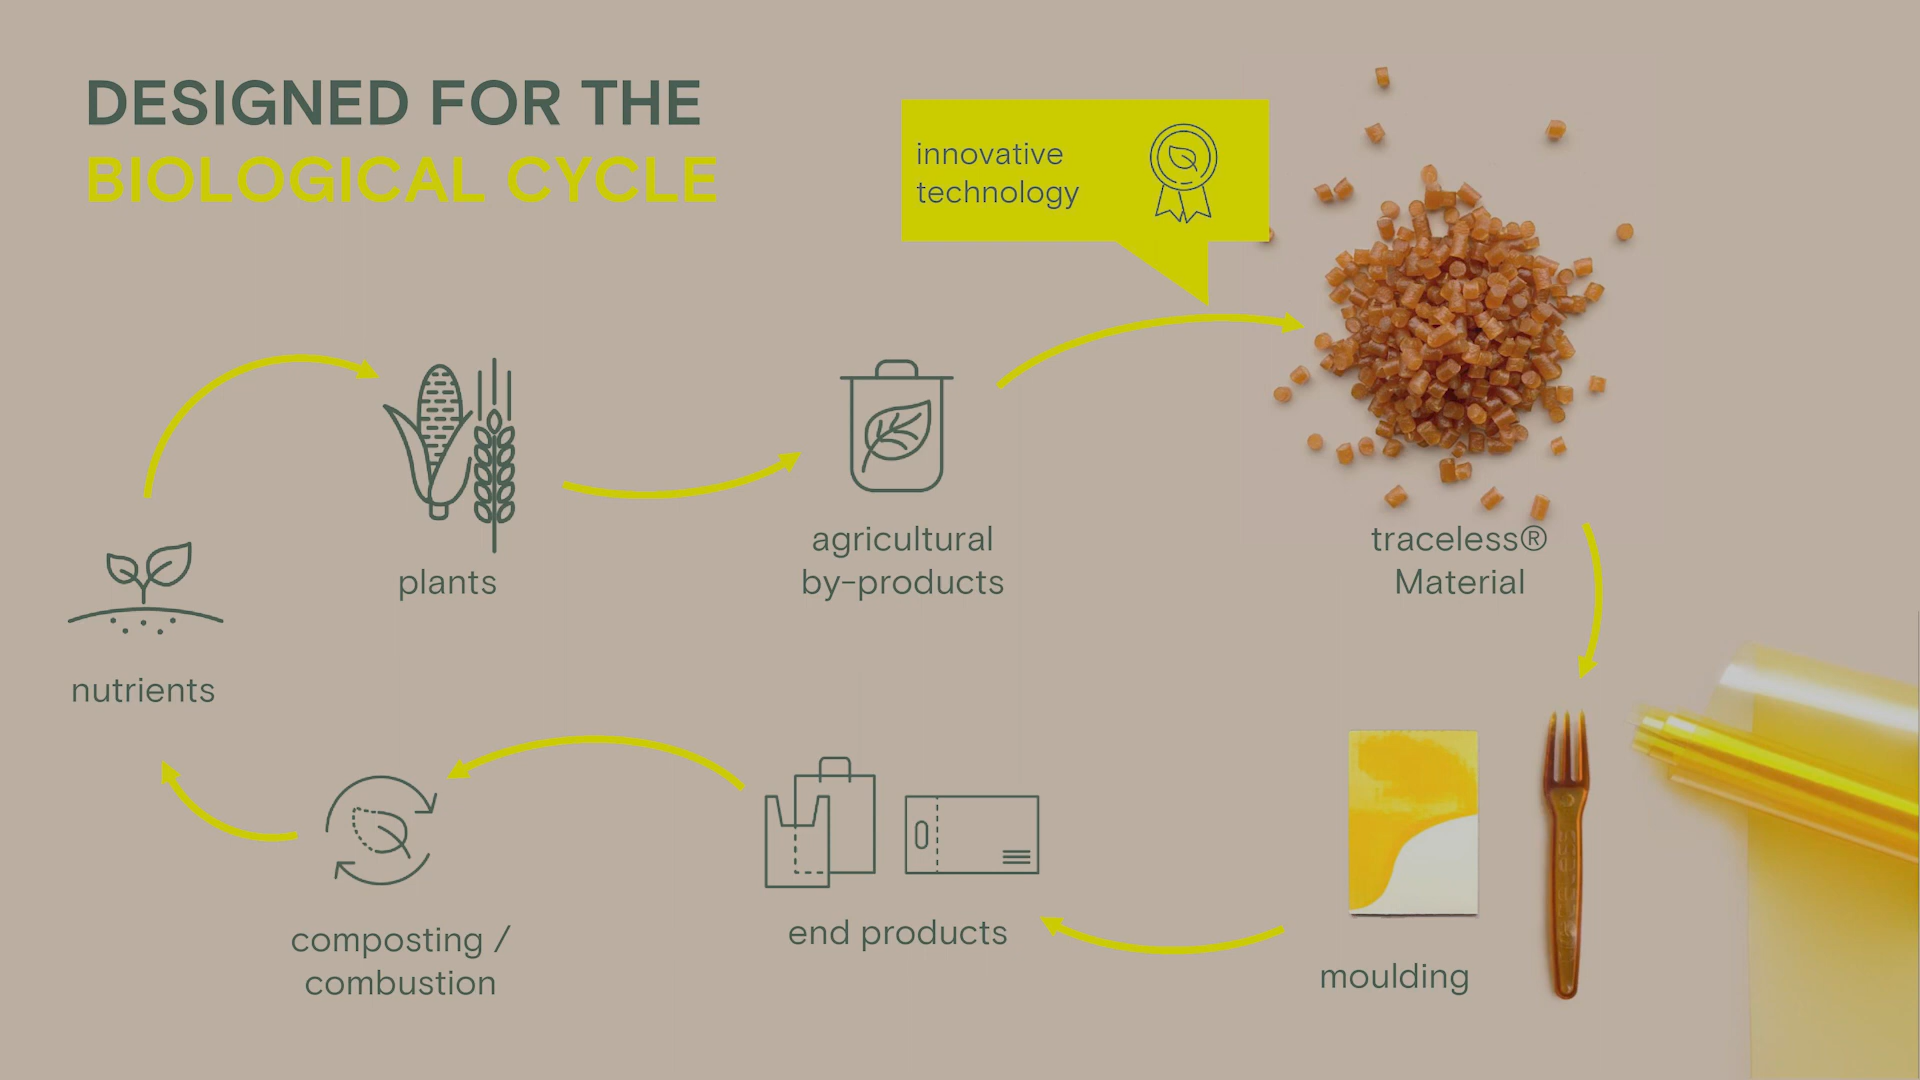 DESIGNED FOR THE
BIOLOGICAL CYCLE
innovative
technology
plants
agricultural
by-products
traceless®
Material
nutrients
composting /
combustion
end products
moulding